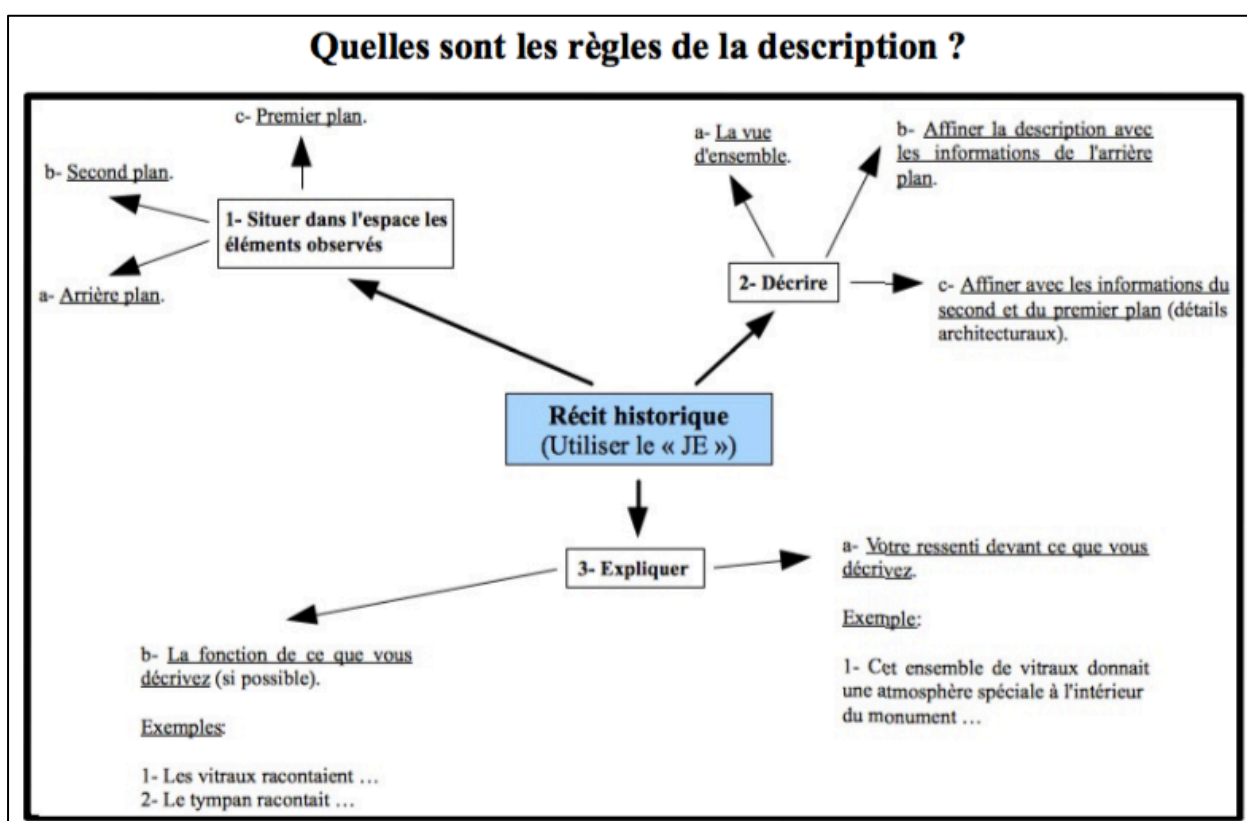 Quelles sont les règles de la description ?
c- Premier plan.
b- Second plan.
1- Situer dans l'espace les
éléments observés
a- Arrière plan.
a- La vue
d'ensemble.
b- Affiner la description avec
les informations de l'arrière
plan.
2- Décrire
c- Affiner avec les informations du
second et du premier plan (détails
architecturaux).
Récit historique
(Utiliser le « JE »)
3- Expliquer
a- Votre ressenti devant ce que vous
décrivez.
Exemple:
1- Cet ensemble de vitraux donnait
une atmosphère spéciale à l'intérieur
du monument …
b- La fonction de ce que vous
décrivez (si possible).
Exemples:
1- Les vitraux racontaient …
2- Le tympan racontait …